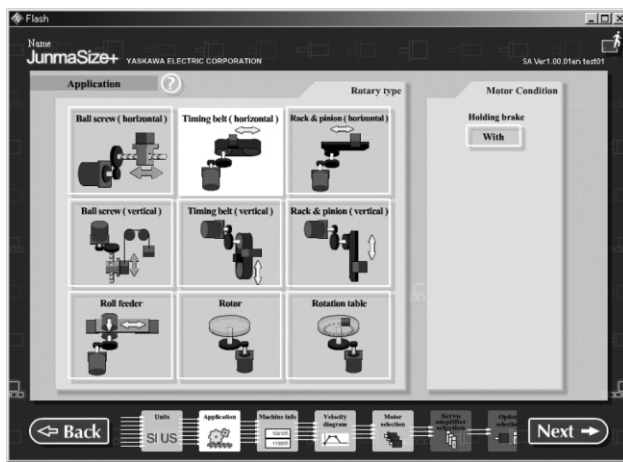 Flash
Name
JunmaSize+ YASKAWA ELECTRIC CORPORATION
SA Ver1.00.01en test01
Application ?
Rotary type
Motor Condition
Ball screw ( horizontal )
Timing belt ( horizontal )
Rack & pinion ( horizontal )
Holding brake
With
Ball screw ( vertical )
Timing belt ( vertical )
Rack & pinion ( vertical )
Roll feeder
Rotor
Rotation table
Back
Units
SI US
Application
Machine info
Velocity
diagram
Motor
selection
Servo
amplifier
selection
Next